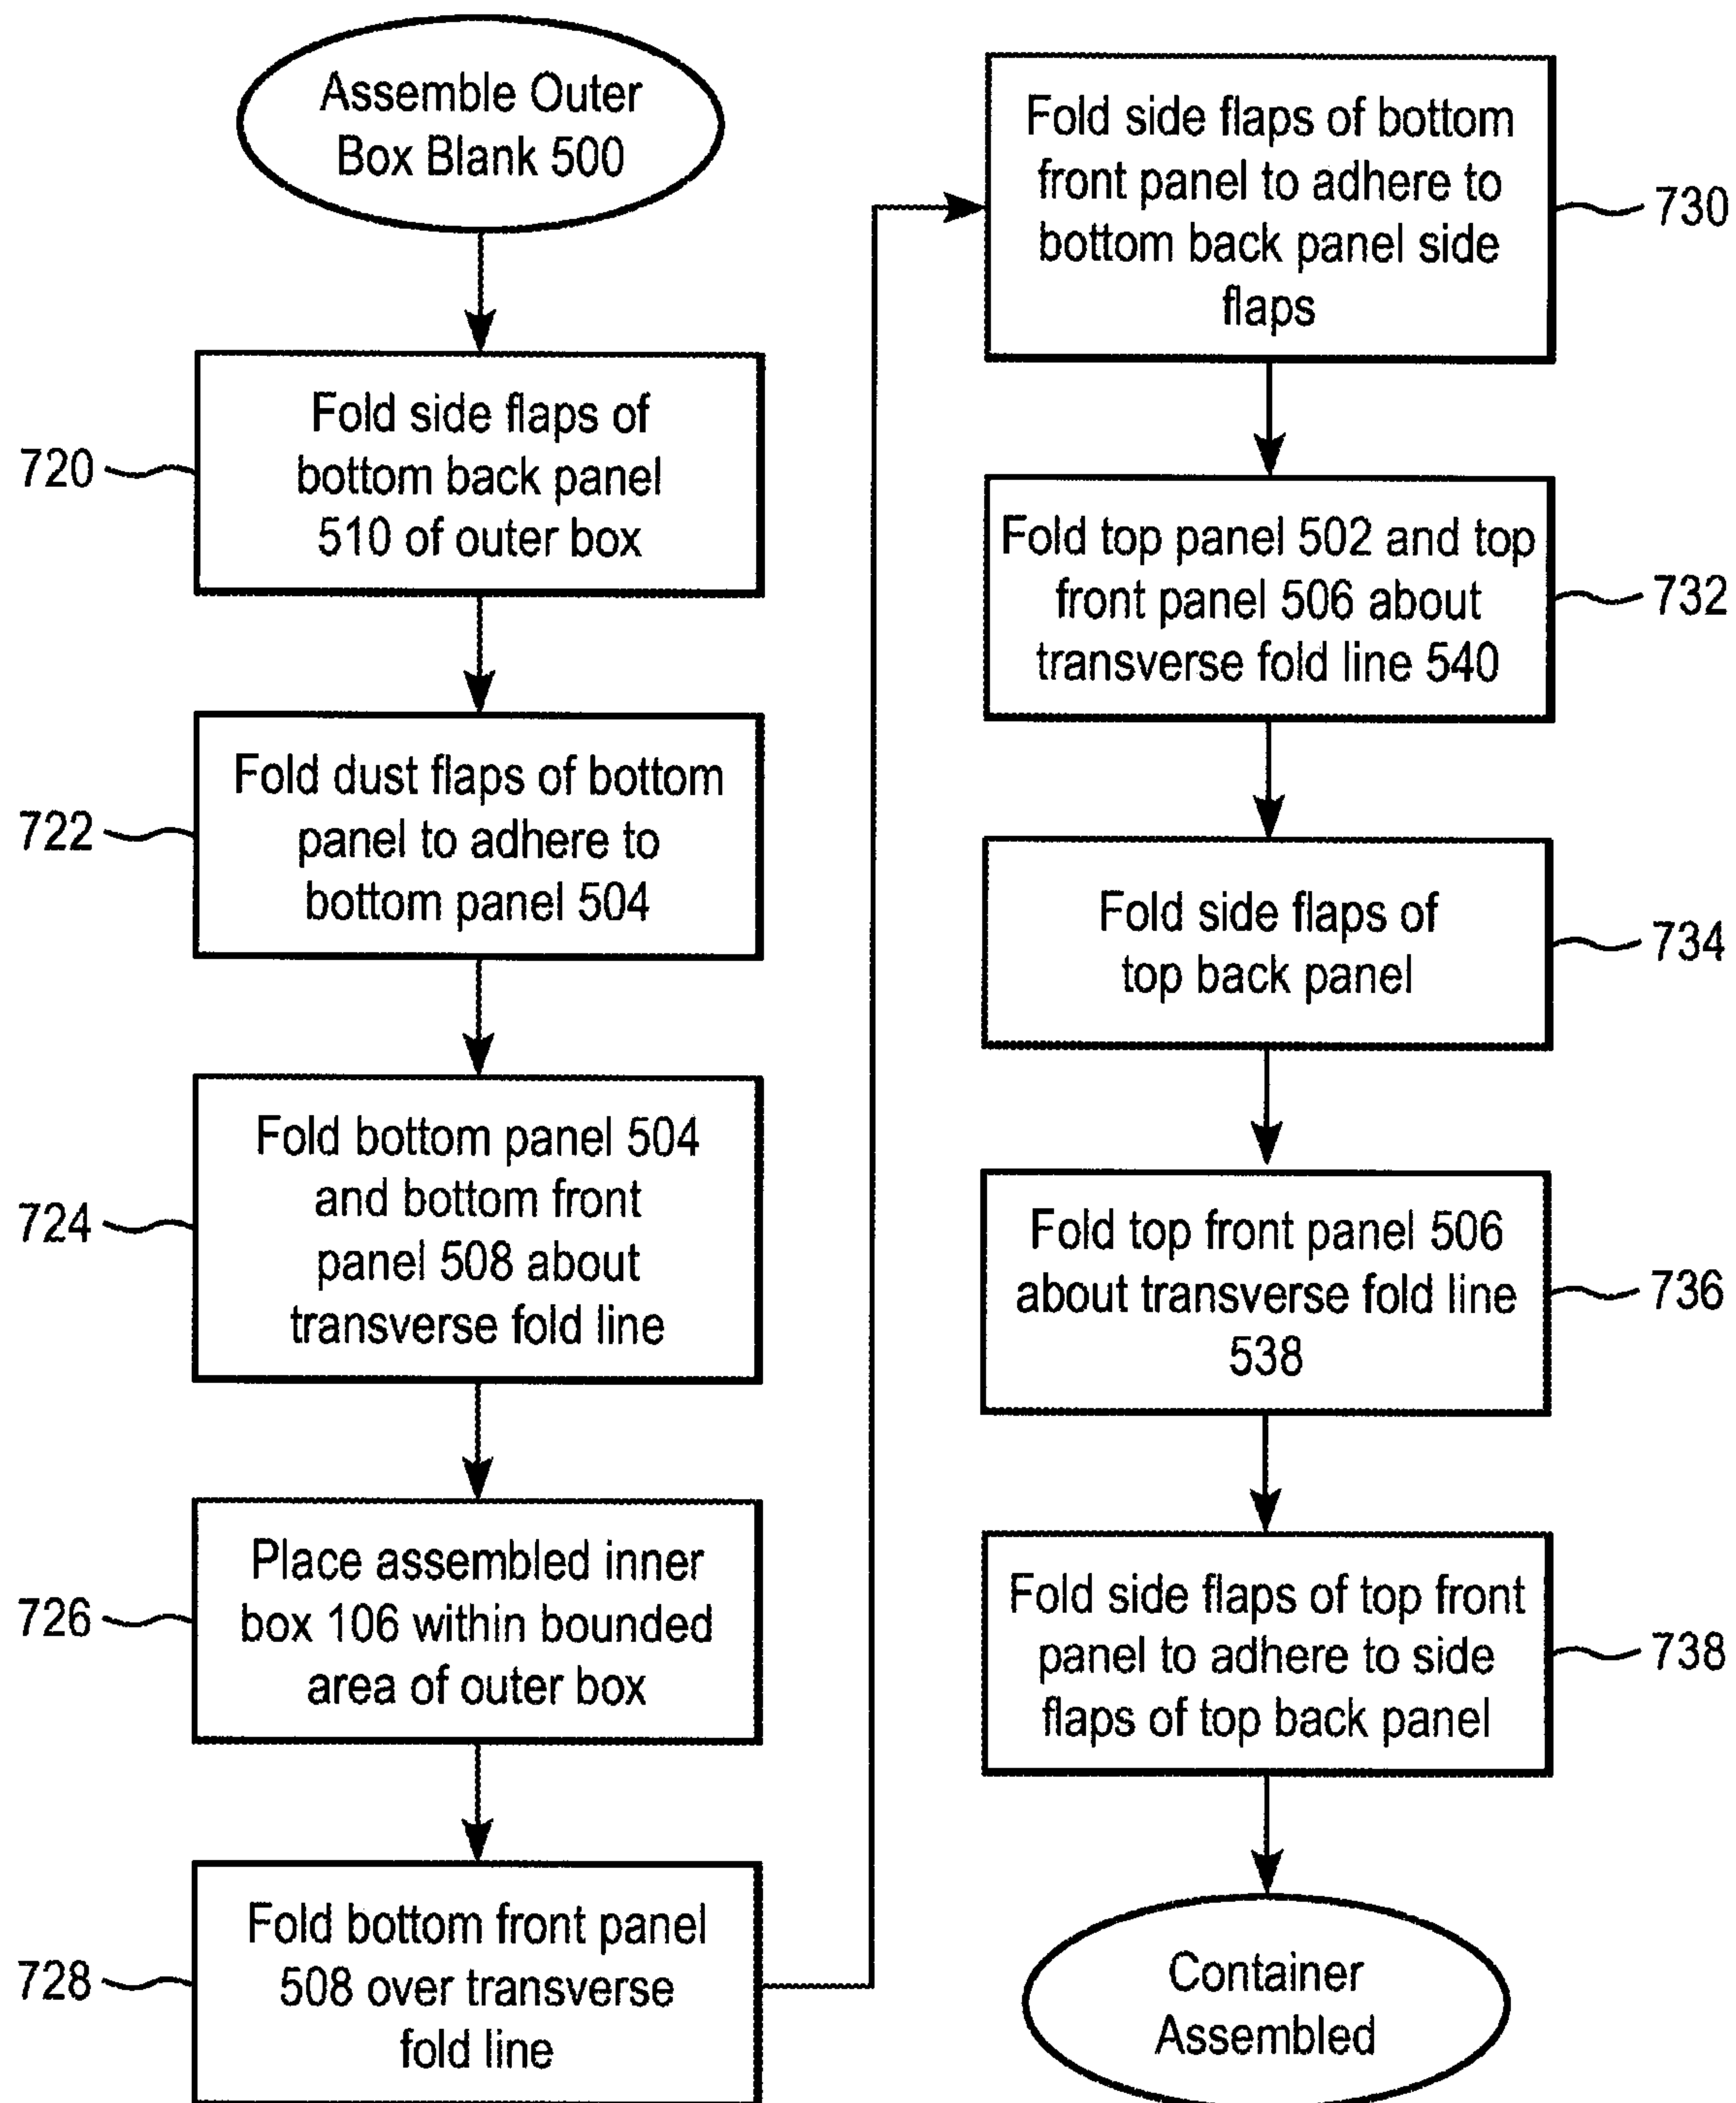 Assemble Outer
Box Blank 500
720
Fold side flaps of
bottom back panel
510 of outer box
722
Fold dust flaps of bottom
panel to adhere to
bottom panel 504
724
Fold bottom panel 504
and bottom front
panel 508 about
transverse fold line
726
Place assembled inner
box 106 within bounded
area of outer box
728
Fold bottom front panel
508 over transverse
fold line
Fold side flaps of bottom
front panel to adhere to
bottom back panel side
flaps
730
Fold top panel 502 and top
front panel 506 about
transverse fold line 540
732
Fold side flaps of
top back panel
734
Fold top front panel 506
about transverse fold line
538
736
Fold side flaps of top front
panel to adhere to side
flaps of top back panel
738
Container
Assembled